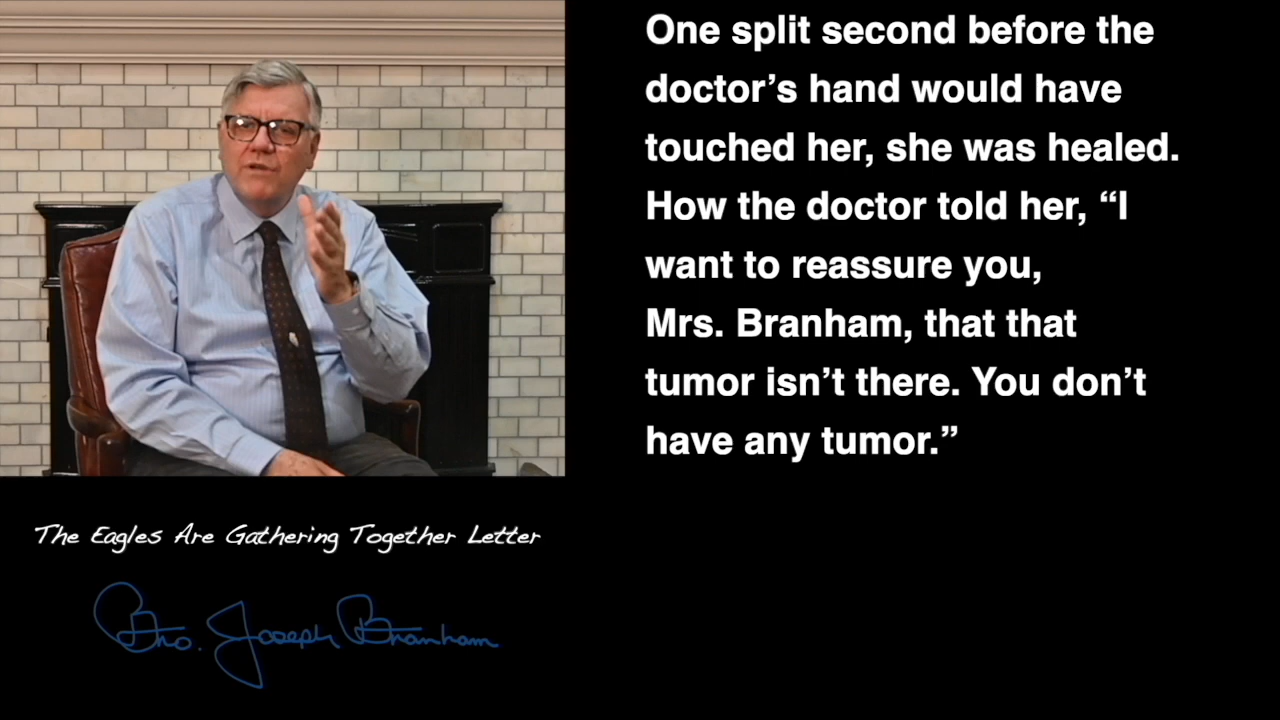 One split second before the
doctor’s hand would have
touched her, she was healed.
How the doctor told her, “I
want to reassure you,
Mrs. Branham, that that
tumor isn’t there. You don’t
have any tumor.”
The Eagles Are Gathering Together Letter
Bro. Joseph Branham